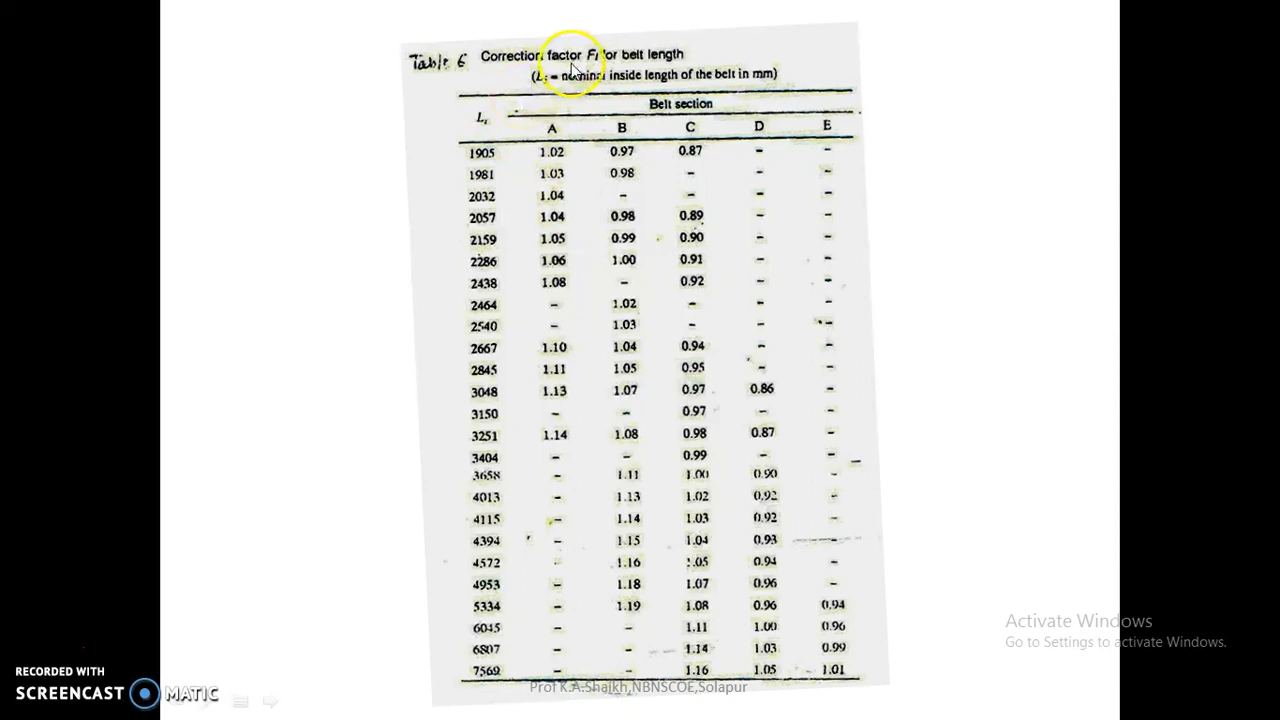 Table 6 Correction factor Fl for belt length
(Li = nominal inside length of the belt in mm)
Belt section
Li A B C D E
1905 1.02 0.97 0.87 – –
1981 1.03 0.98 – – –
2032 1.04 – – – –
2057 1.04 0.98 0.89 – –
2159 1.05 0.99 0.90 – –
2286 1.06 1.00 0.91 – –
2438 1.08 – 0.92 – –
2464 – 1.02 – – –
2540 – 1.03 – – –
2667 1.10 1.04 0.94 – –
2845 1.11 1.05 0.95 – –
3048 1.13 1.07 0.97 0.86 –
3150 – – 0.97 – –
3251 1.14 1.08 0.98 0.87 –
3404 – – 0.99 – –
3658 – 1.11 1.00 0.90 –
4013 – 1.13 1.02 0.92 –
4115 – 1.14 1.03 0.92 –
4394 – 1.15 1.04 0.93 –
4572 – 1.16 1.05 0.94 –
4953 – 1.18 1.07 0.96 –
5334 – 1.19 1.08 0.96 0.94
6045 – – 1.11 1.00 0.96
6807 – – 1.14 1.03 0.99
7569 – – 1.16 1.05 1.01
Prof K.A.Shaikh,NBNSCOE,Solapur
Activate Windows
Go to Settings to activate Windows.
RECORDED WITH
SCREENCAST MATIC